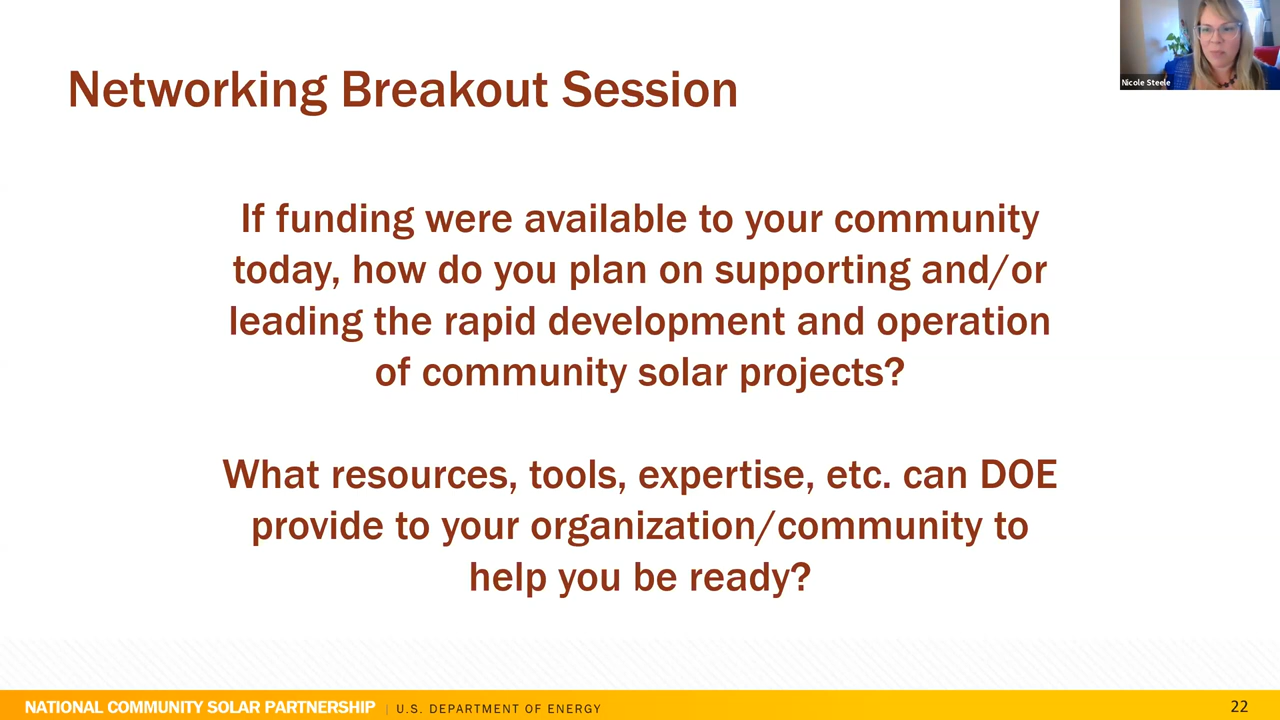 Networking Breakout Session
Nicole Steele
If funding were available to your community
today, how do you plan on supporting and/or
leading the rapid development and operation
of community solar projects?
What resources, tools, expertise, etc. can DOE
provide to your organization/community to
help you be ready?
NATIONAL COMMUNITY SOLAR PARTNERSHIP | U.S. DEPARTMENT OF ENERGY
22